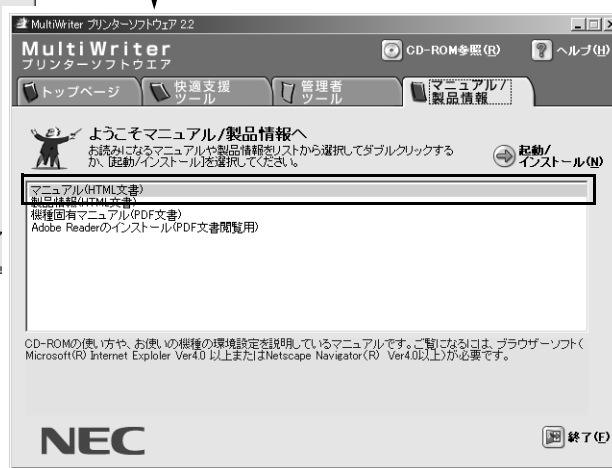 MultiWriter プリンターソフトウェア 2.2
MultiWriter
プリンターソフトウエア
CD-ROM参照(R)
ヘルプ(H)
トップページ
快適支援
ツール
管理者
ツール
マニュアル/
製品情報
ようこそマニュアル/製品情報へ
お読みになるマニュアルや製品情報をリストから選択してダブルクリックする
か、[起動/インストール]を選択してください。
起動/
インストール(N)
マニュアル(HTML文書)
製品情報(HTML文書)
機種固有マニュアル(PDF文書)
Adobe Readerのインストール(PDF文書閲覧用)
CD-ROMの使い方や、お使いの機種の環境設定を説明しているマニュアルです。ご覧になるには、ブラウザーソフト(
Microsoft(R) Internet Exploler Ver4.0 以上またはNetscape Navigator(R) Ver4.0以上)が必要です。
NEC
終了(E)